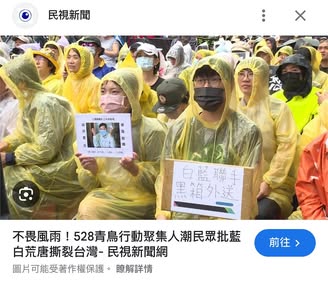 民視新聞
白藍聯手
黑箱外送
不畏風雨！528青鳥行動聚集人潮民眾批藍
白荒唐撕裂台灣- 民視新聞網
前往 >
圖片可能受著作權保護。 瞭解詳情